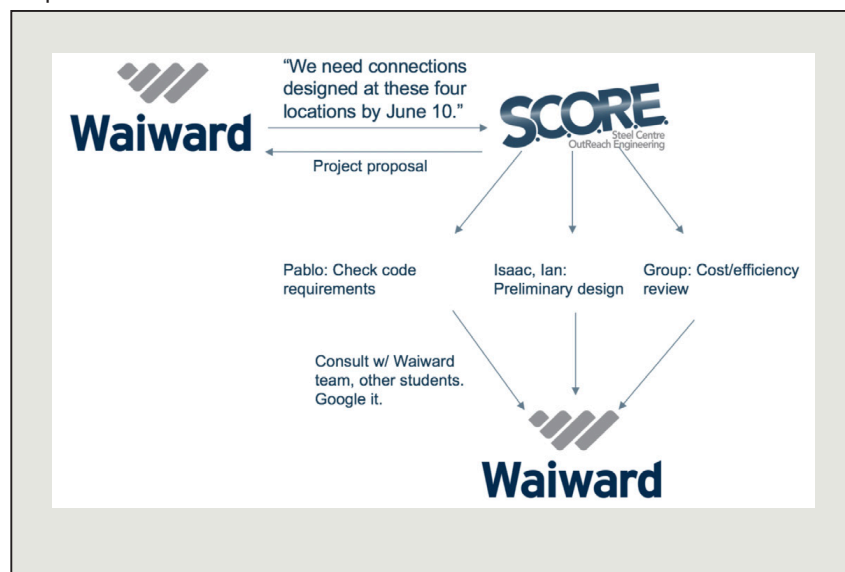 “We need connections
designed at these four
locations by June 10.”
Waiward
S.C.O.R.E.
Steel Centre
OutReach Engineering
Project proposal
Pablo: Check code
requirements
Isaac, Ian:
Preliminary design
Group: Cost/efficiency
review
Consult w/ Waiward
team, other students.
Google it.
Waiward